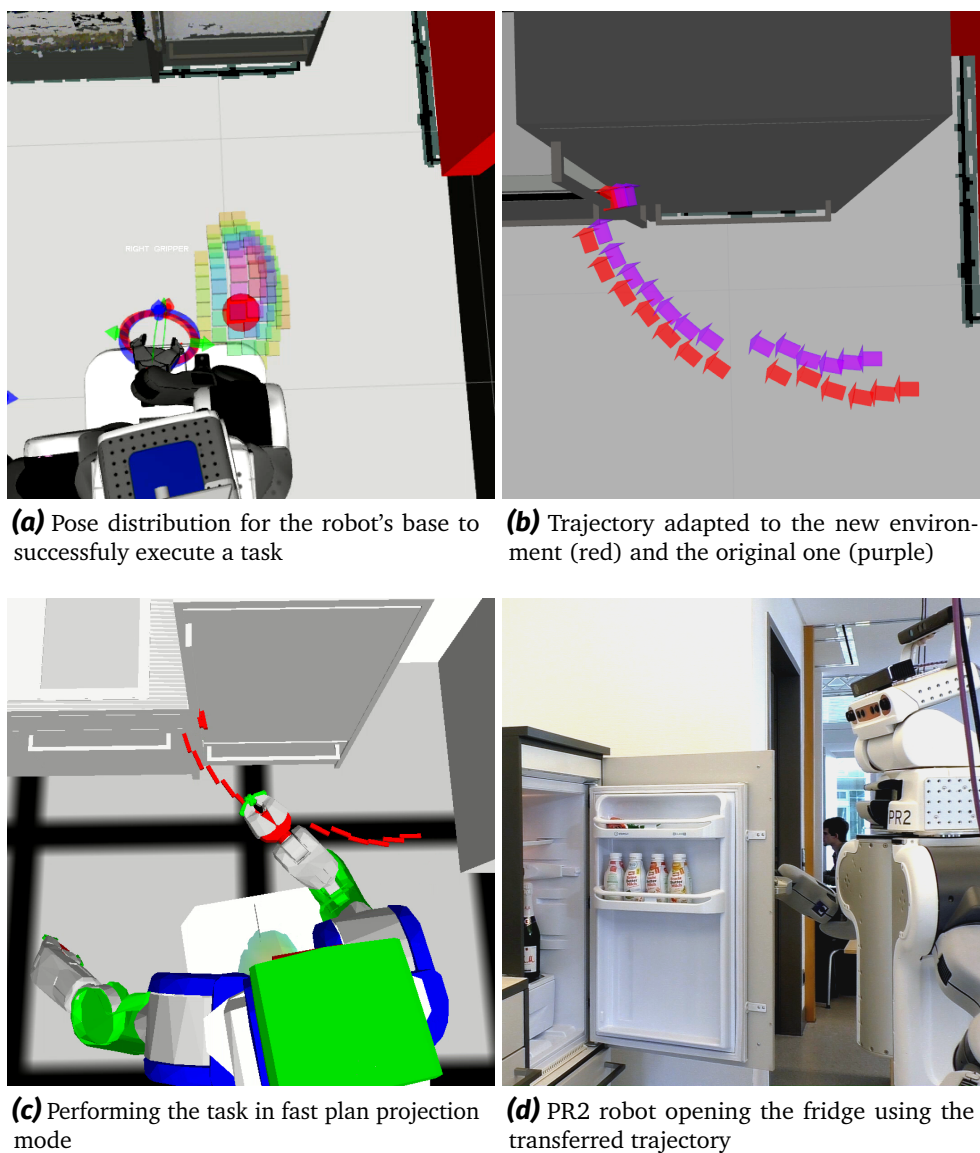 RIGHT GRIPPER
(a) Pose distribution for the robot's base to
successfuly execute a task
(b) Trajectory adapted to the new environ-
ment (red) and the original one (purple)
PR2
(c) Performing the task in fast plan projection
mode
(d) PR2 robot opening the fridge using the
transferred trajectory